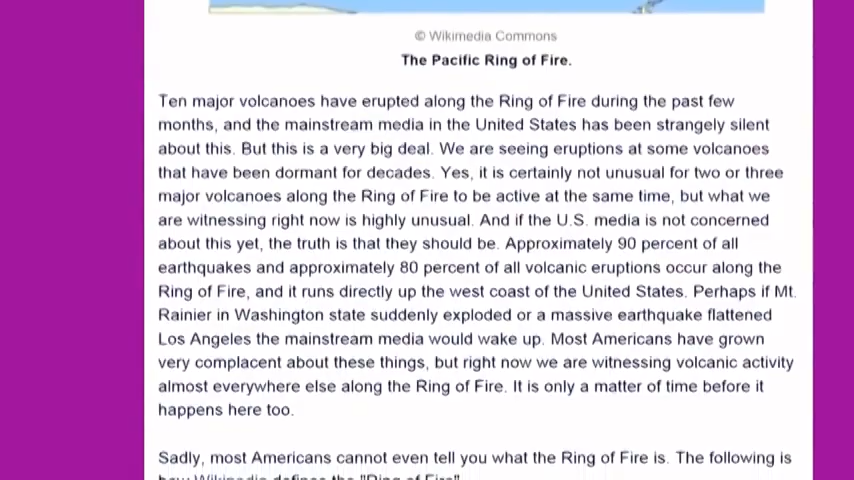 © Wikimedia Commons
The Pacific Ring of Fire.
Ten major volcanoes have erupted along the Ring of Fire during the past few
months, and the mainstream media in the United States has been strangely silent
about this. But this is a very big deal. We are seeing eruptions at some volcanoes
that have been dormant for decades. Yes, it is certainly not unusual for two or three
major volcanoes along the Ring of Fire to be active at the same time, but what we
are witnessing right now is highly unusual. And if the U.S. media is not concerned
about this yet, the truth is that they should be. Approximately 90 percent of all
earthquakes and approximately 80 percent of all volcanic eruptions occur along the
Ring of Fire, and it runs directly up the west coast of the United States. Perhaps if Mt.
Rainier in Washington state suddenly exploded or a massive earthquake flattened
Los Angeles the mainstream media would wake up. Most Americans have grown
very complacent about these things, but right now we are witnessing volcanic activity
almost everywhere else along the Ring of Fire. It is only a matter of time before it
happens here too.
Sadly, most Americans cannot even tell you what the Ring of Fire is. The following is
how Wikipedia defines the "Ring of Fire"